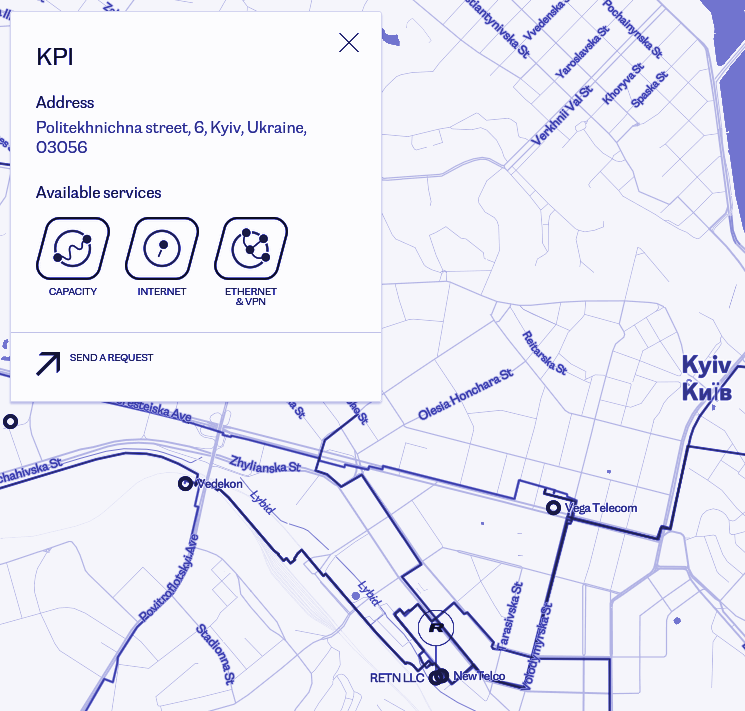 KPI
Address
Politekhnichna street, 6, Kyiv, Ukraine,
03056
Available services
CAPACITY
INTERNET
ETHERNET
& VPN
SEND A REQUEST
Vvedenska
Pochainynska St
Yaroslavska St
Khoryva St
Spaska St
Verkhnii Val St
Reitarska St
Kyiv
Київ
Olesia Honchara St
Zhylianska St
Vedekon
Lybid
Vega Telecom
Povitroflotskyi Ave
Lybid
Tarasivska St
Volodymyrska St
Stadionna St
R
RETN LLC
NewTelco